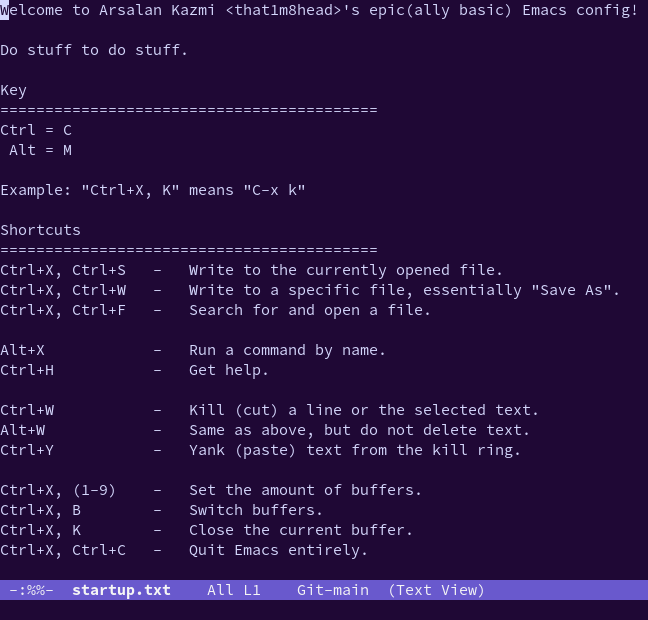 Welcome to Arsalan Kazmi <that1m8head>'s epic(ally basic) Emacs config!
Do stuff to do stuff.
Key
==========================================
Ctrl = C
 Alt = M
Example: "Ctrl+X, K" means "C-x k"
Shortcuts
==========================================
Ctrl+X, Ctrl+S   -   Write to the currently opened file.
Ctrl+X, Ctrl+W   -   Write to a specific file, essentially "Save As".
Ctrl+X, Ctrl+F   -   Search for and open a file.
Alt+X            -   Run a command by name.
Ctrl+H           -   Get help.
Ctrl+W           -   Kill (cut) a line or the selected text.
Alt+W            -   Same as above, but do not delete text.
Ctrl+Y           -   Yank (paste) text from the kill ring.
Ctrl+X, (1-9)    -   Set the amount of buffers.
Ctrl+X, B        -   Switch buffers.
Ctrl+X, K        -   Close the current buffer.
Ctrl+X, Ctrl+C   -   Quit Emacs entirely.
-:%%-  startup.txt    All L1    Git-main  (Text View)